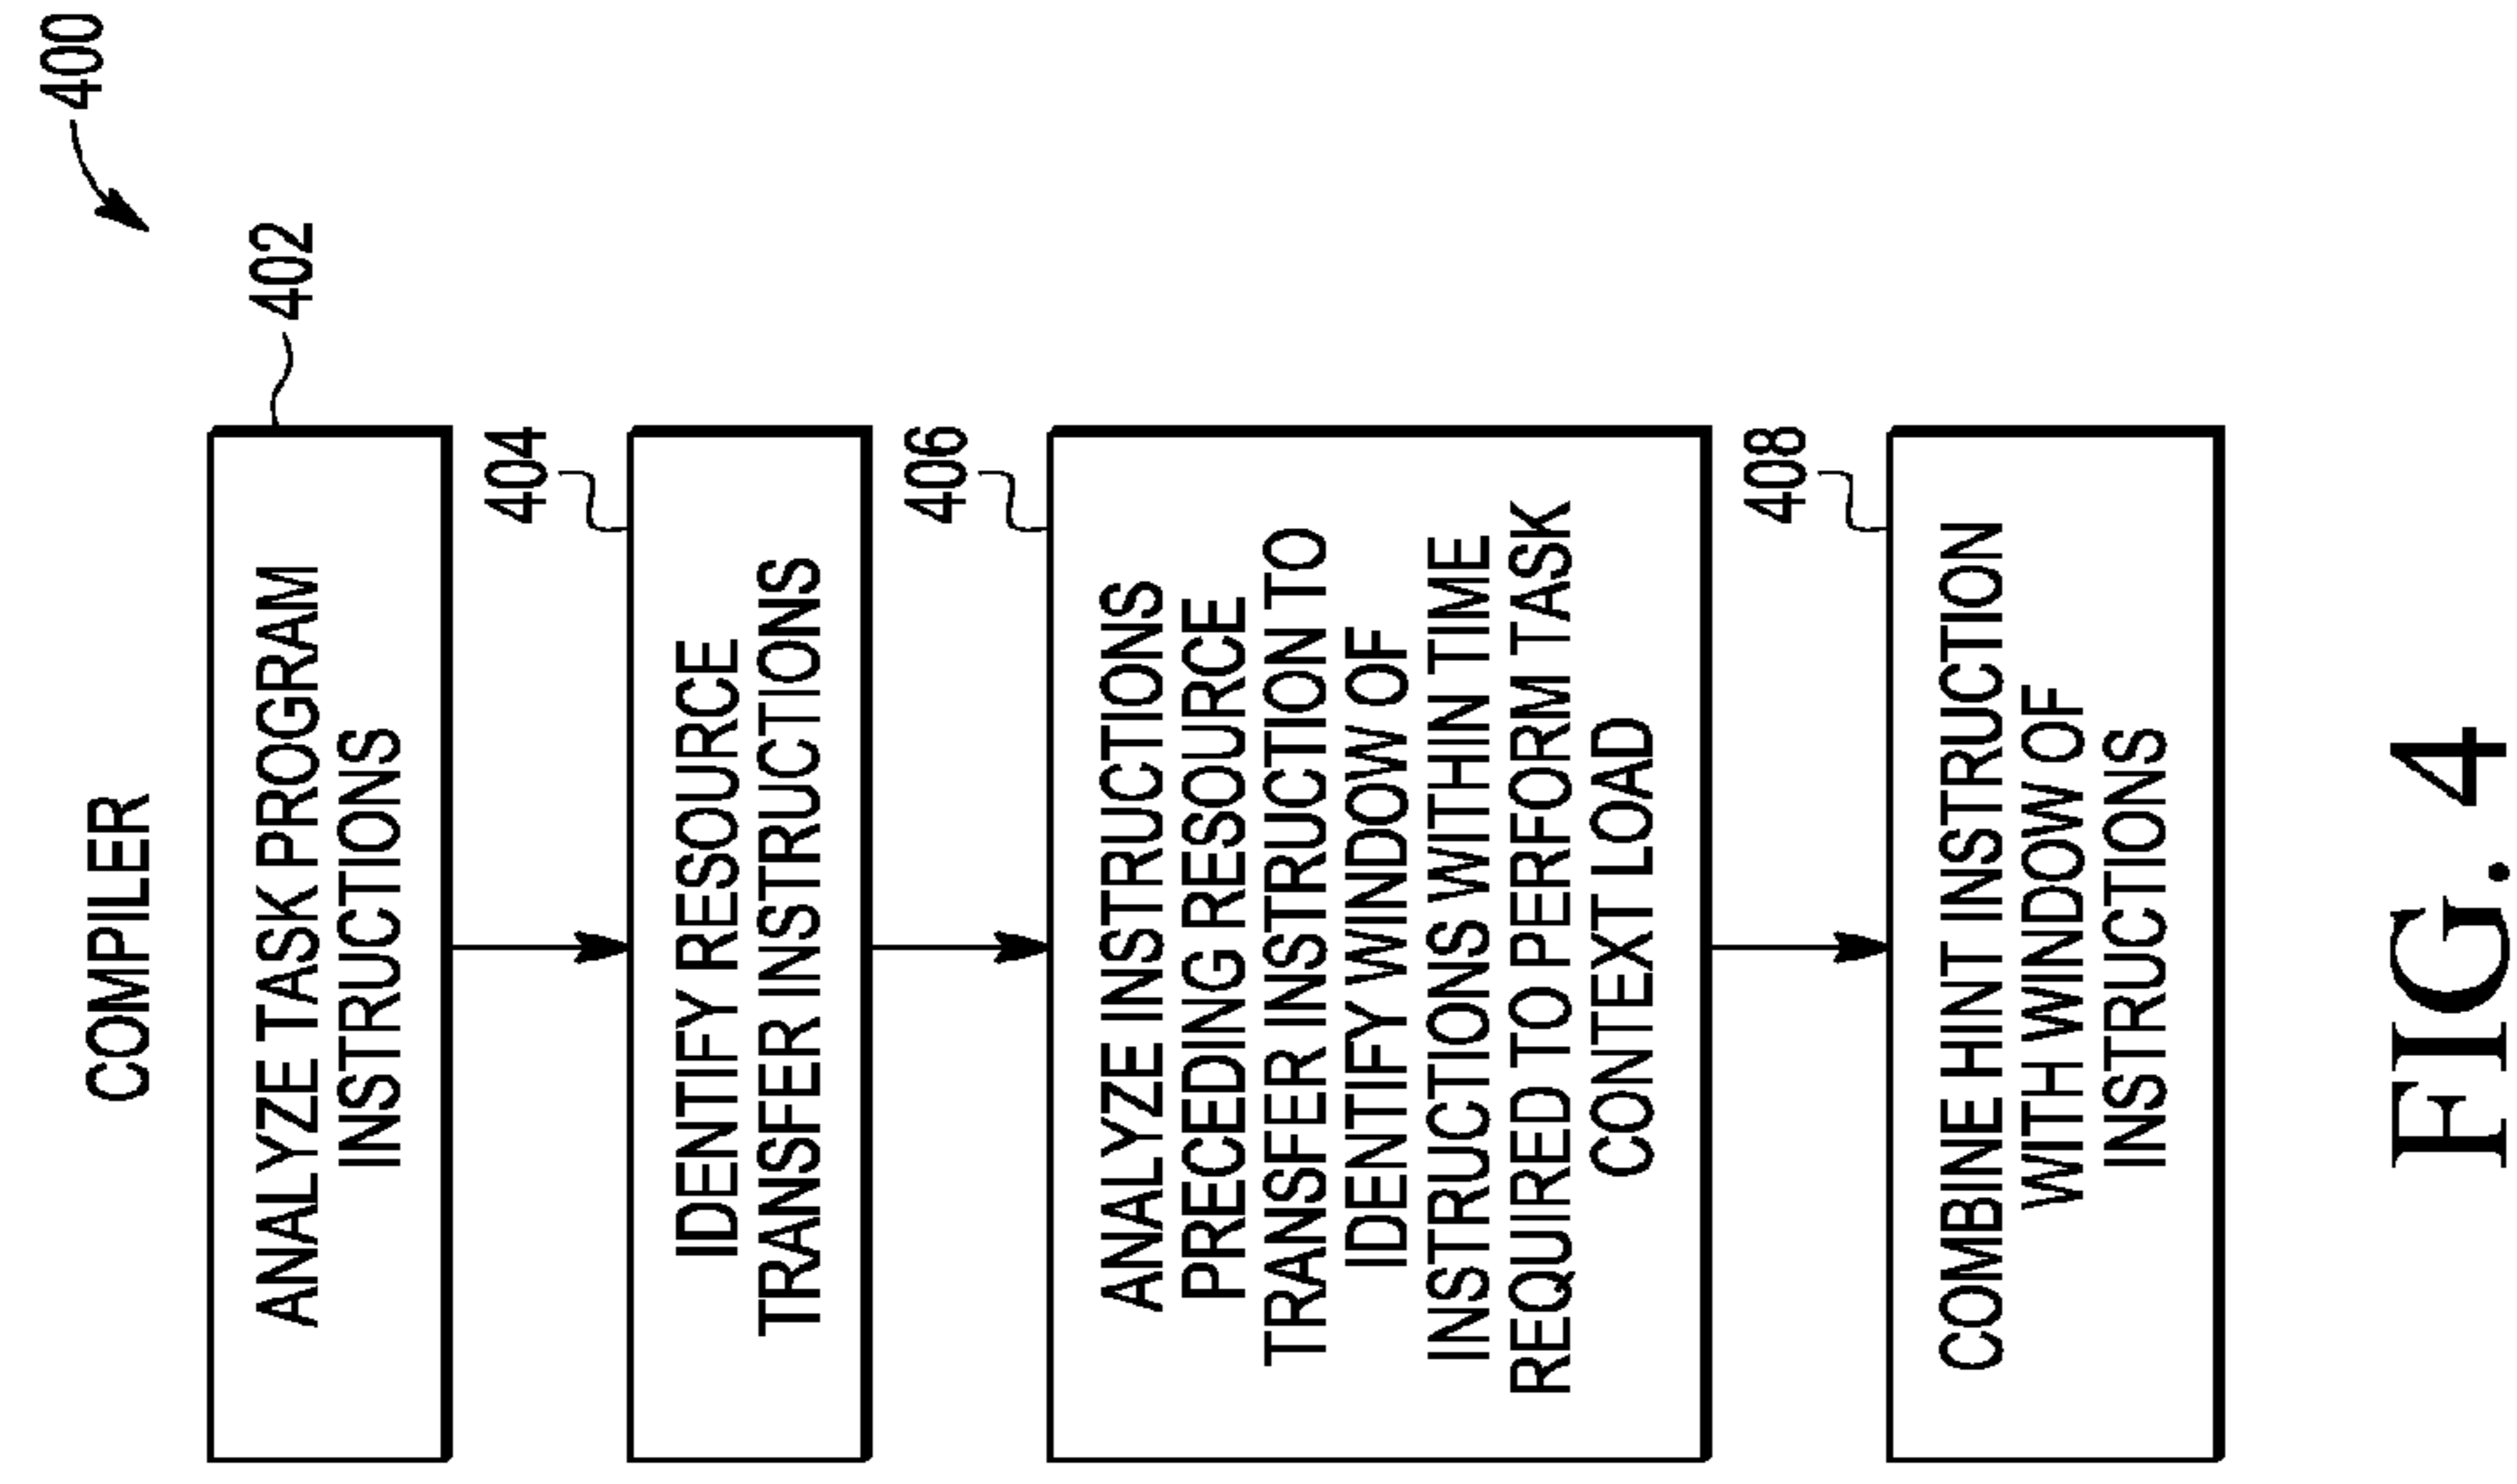 400
COMPILER
402
ANALYZE TASK PROGRAM
INSTRUCTIONS
404
IDENTIFY RESOURCE
TRANSFER INSTRUCTIONS
406
ANALYZE INSTRUCTIONS
PRECEDING RESOURCE
TRANSFER INSTRUCTION TO
IDENTIFY WINDOW OF
INSTRUCTIONS WITHIN TIME
REQUIRED TO PERFORM TASK
CONTEXT LOAD
408
COMBINE HINT INSTRUCTION
WITH WINDOW OF
INSTRUCTIONS
FIG. 4